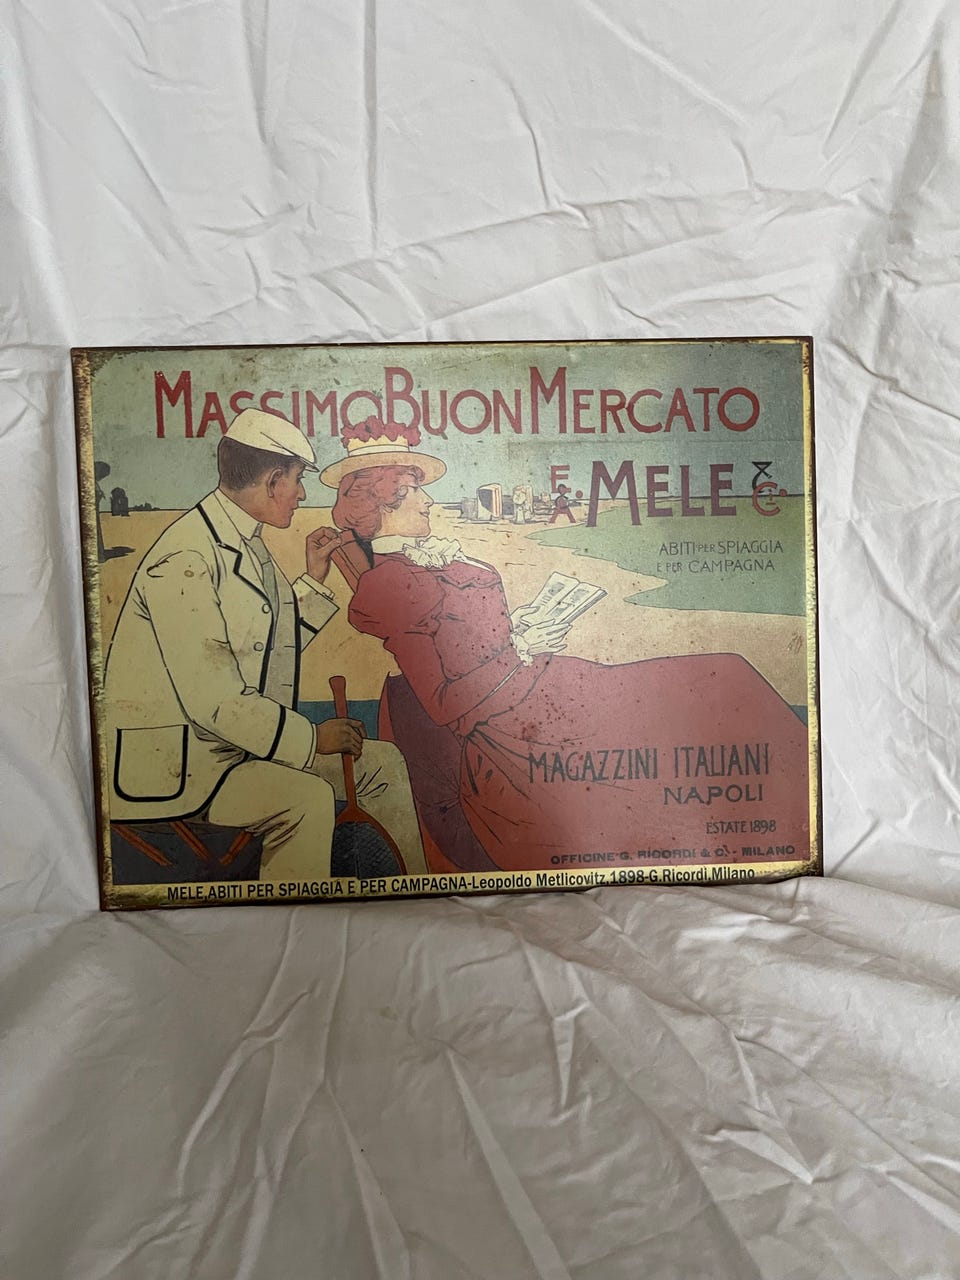 MASSIMO BUON MERCATO
E. & A. MELE & C.
ABITI PER SPIAGGIA
E PER CAMPAGNA
MAGAZZINI ITALIANI
NAPOLI
ESTATE 1898
OFFICINE G. RICORDI & C. - MILANO
MELE,ABITI PER SPIAGGIA E PER CAMPAGNA-Leopoldo Metlicovitz,1898-G.Ricordi,Milano